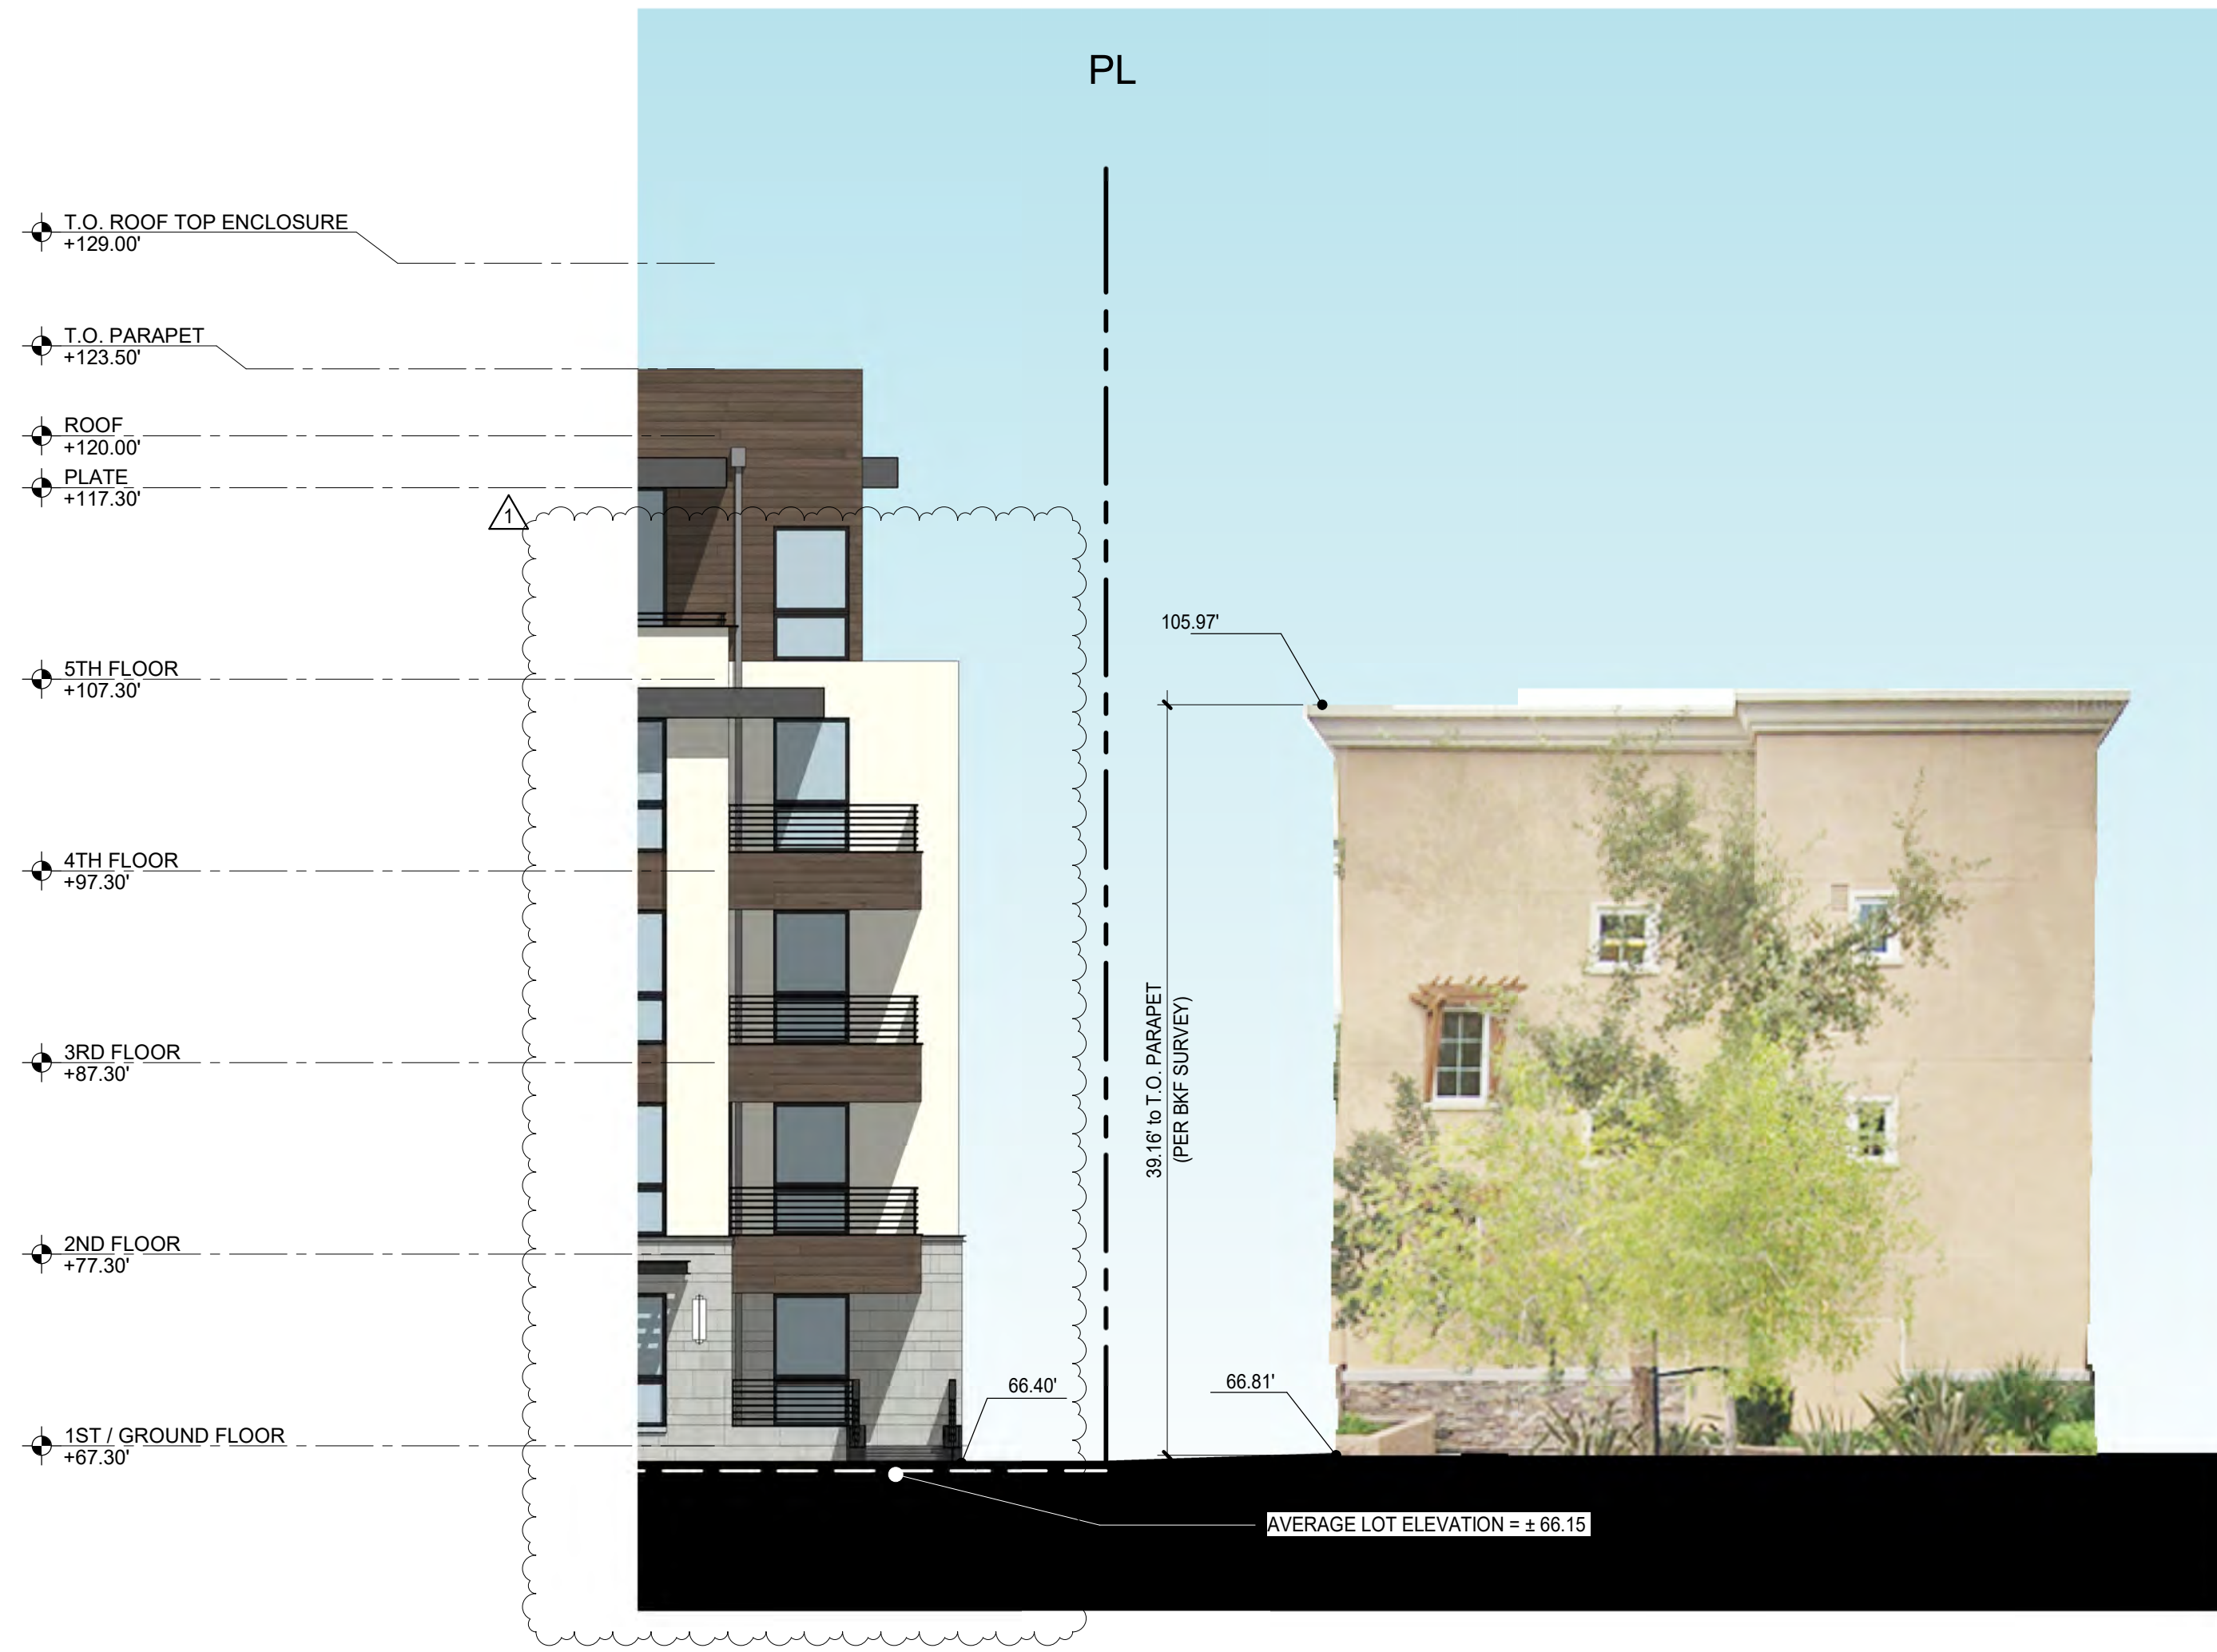 PL
T.O. ROOF TOP ENCLOSURE
+129.00'
T.O. PARAPET
+123.50'
ROOF
+120.00'
PLATE
+117.30'
1
105.97'
5TH FLOOR
+107.30'
4TH FLOOR
+97.30'
39.16' to T.O. PARAPET
(PER BKF SURVEY)
3RD FLOOR
+87.30'
2ND FLOOR
+77.30'
66.40'
66.81'
1ST / GROUND FLOOR
+67.30'
AVERAGE LOT ELEVATION = ± 66.15